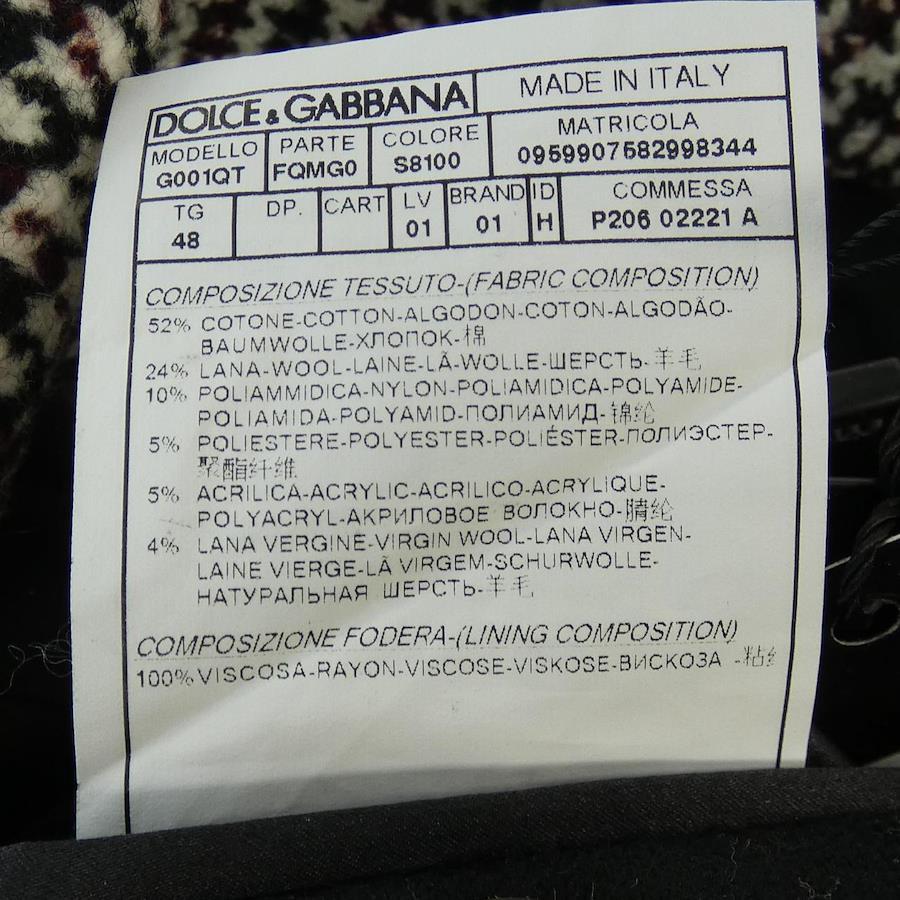 DOLCE & GABBANA MADE IN ITALY
MODELLO PARTE COLORE MATRICOLA
G001QT FQMG0 S8100 0959907582998344
TG DP. CART LV BRAND ID COMMESSA
48 01 01 H P206 02221 A
COMPOSIZIONE TESSUTO-(FABRIC COMPOSITION)
52% COTONE-COTTON-ALGODON-COTON-ALGODÃO-
BAUMWOLLE-ХЛОПОК-棉
24% LANA-WOOL-LAINE-LÃ-WOLLE-ШЕРСТЬ-羊毛
10% POLIAMMIDICA-NYLON-POLIAMIDICA-POLYAMIDE-
POLIAMIDA-POLYAMID-ПОЛИАМИД-锦纶
5% POLIESTERE-POLYESTER-POLIÉSTER-ПОЛИЭСТЕР-
聚酯纤维
5% ACRILICA-ACRYLIC-ACRILICO-ACRYLIQUE-
POLYACRYL-АКРИЛОВОЕ ВОЛОКНО-腈纶
4% LANA VERGINE-VIRGIN WOOL-LANA VIRGEN-
LAINE VIERGE-LÃ VIRGEM-SCHURWOLLE-
НАТУРАЛЬНАЯ ШЕРСТЬ-羊毛
COMPOSIZIONE FODERA-(LINING COMPOSITION)
100% VISCOSA-RAYON-VISCOSE-VISKOSE-ВИСКОЗА -粘